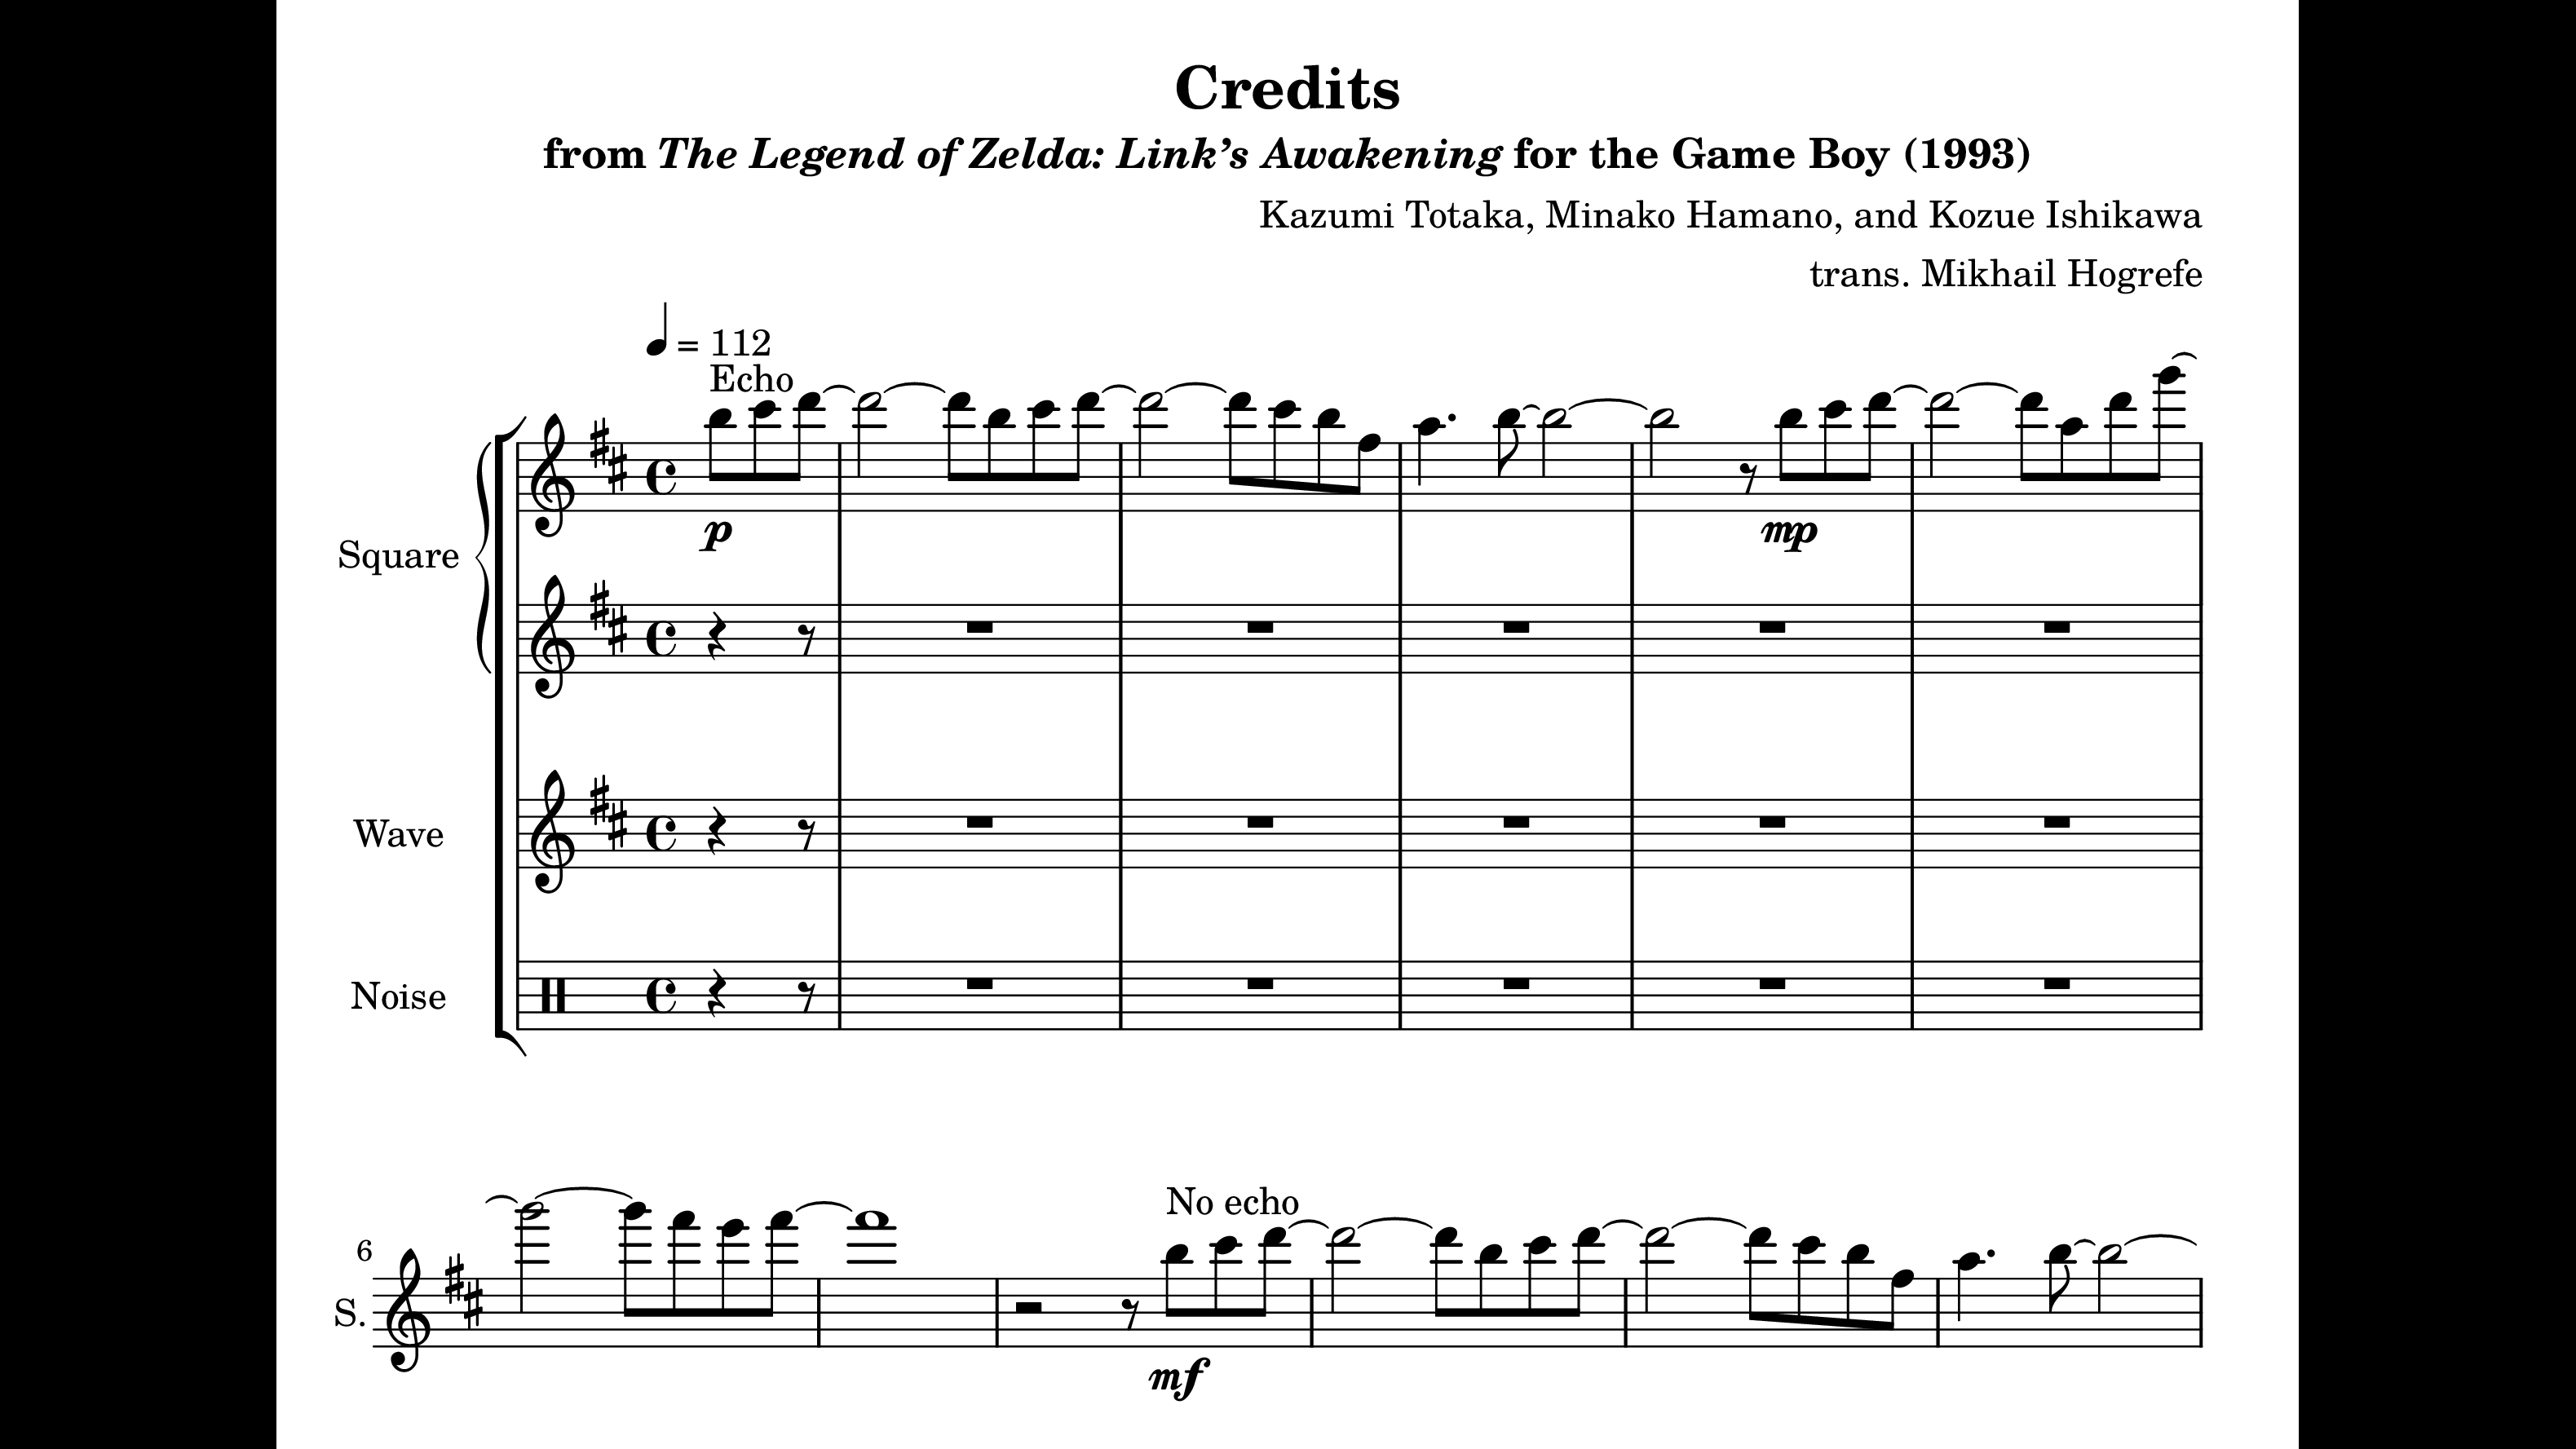 Credits
from The Legend of Zelda: Link’s Awakening for the Game Boy (1993)
Kazumi Totaka, Minako Hamano, and Kozue Ishikawa
trans. Mikhail Hogrefe
= 112
Echo
Square
p
mp
Wave
Noise
No echo
6
S.
mf